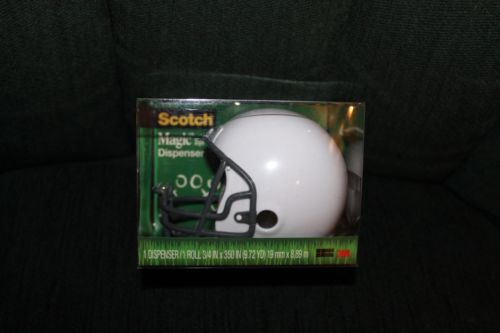 Scotch
Magic
Dispenser
1 DISPENSER / 1 ROLL 3/4 IN x 350 IN (9.72 YD) 19 mm x 8.89 m
3M